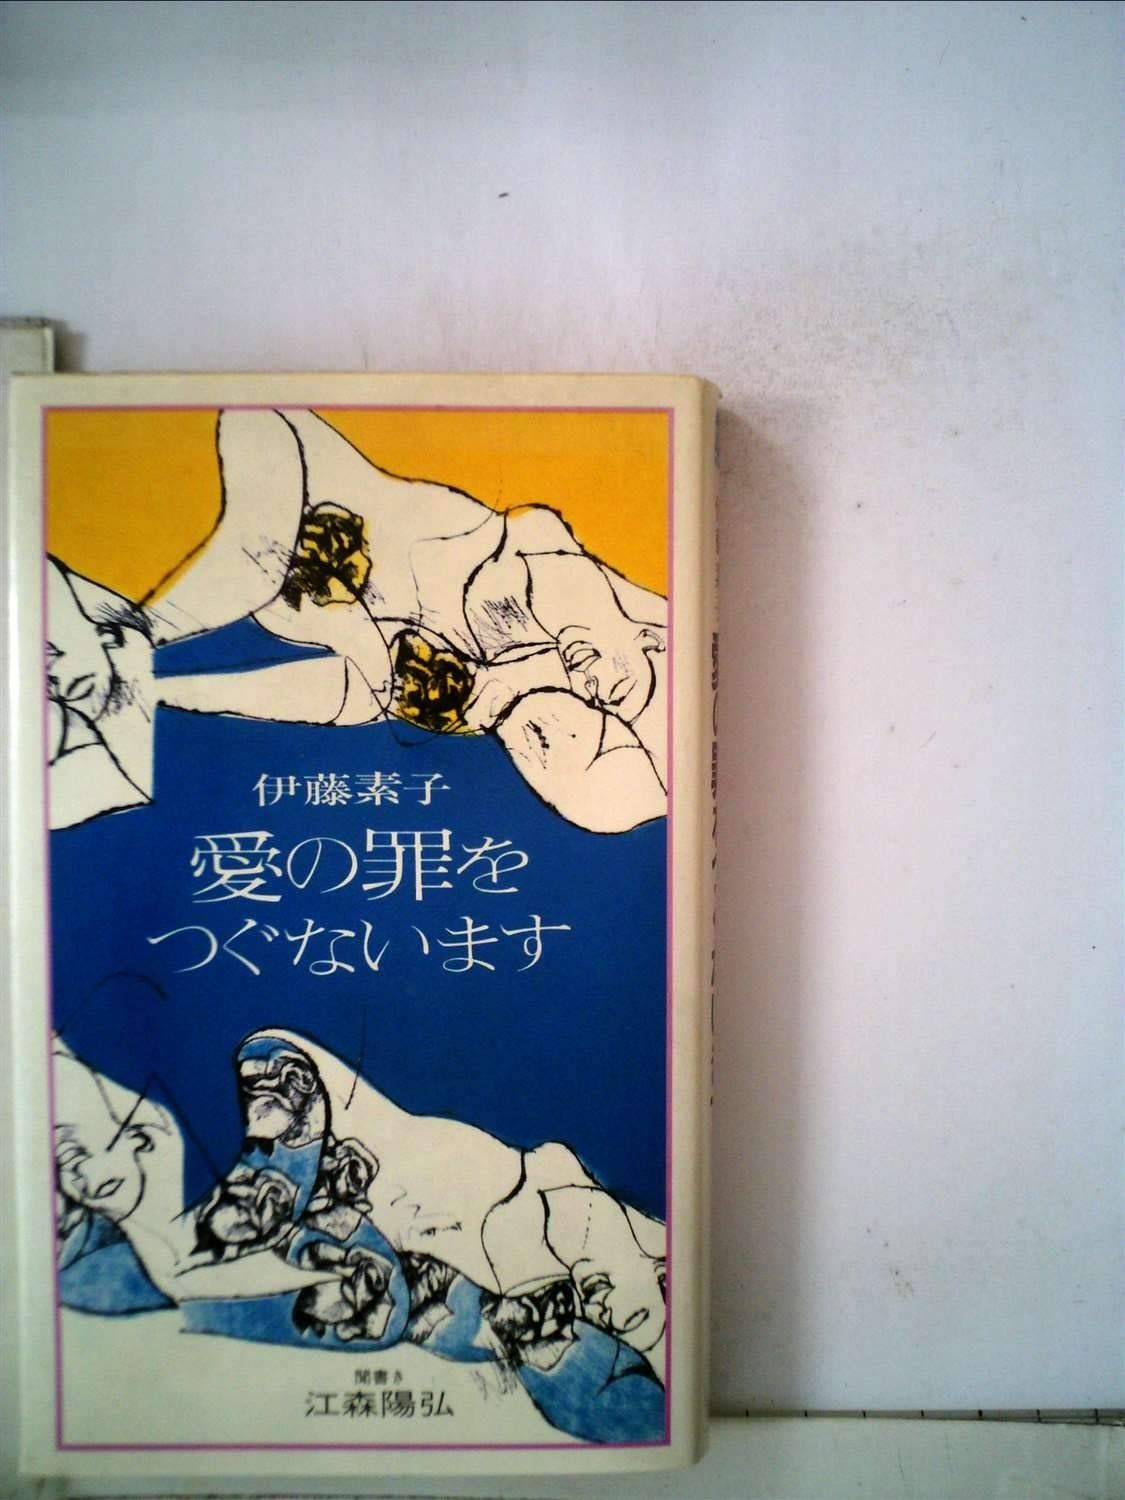 伊藤素子
愛の罪を
つぐないます
聞書き
江森陽弘